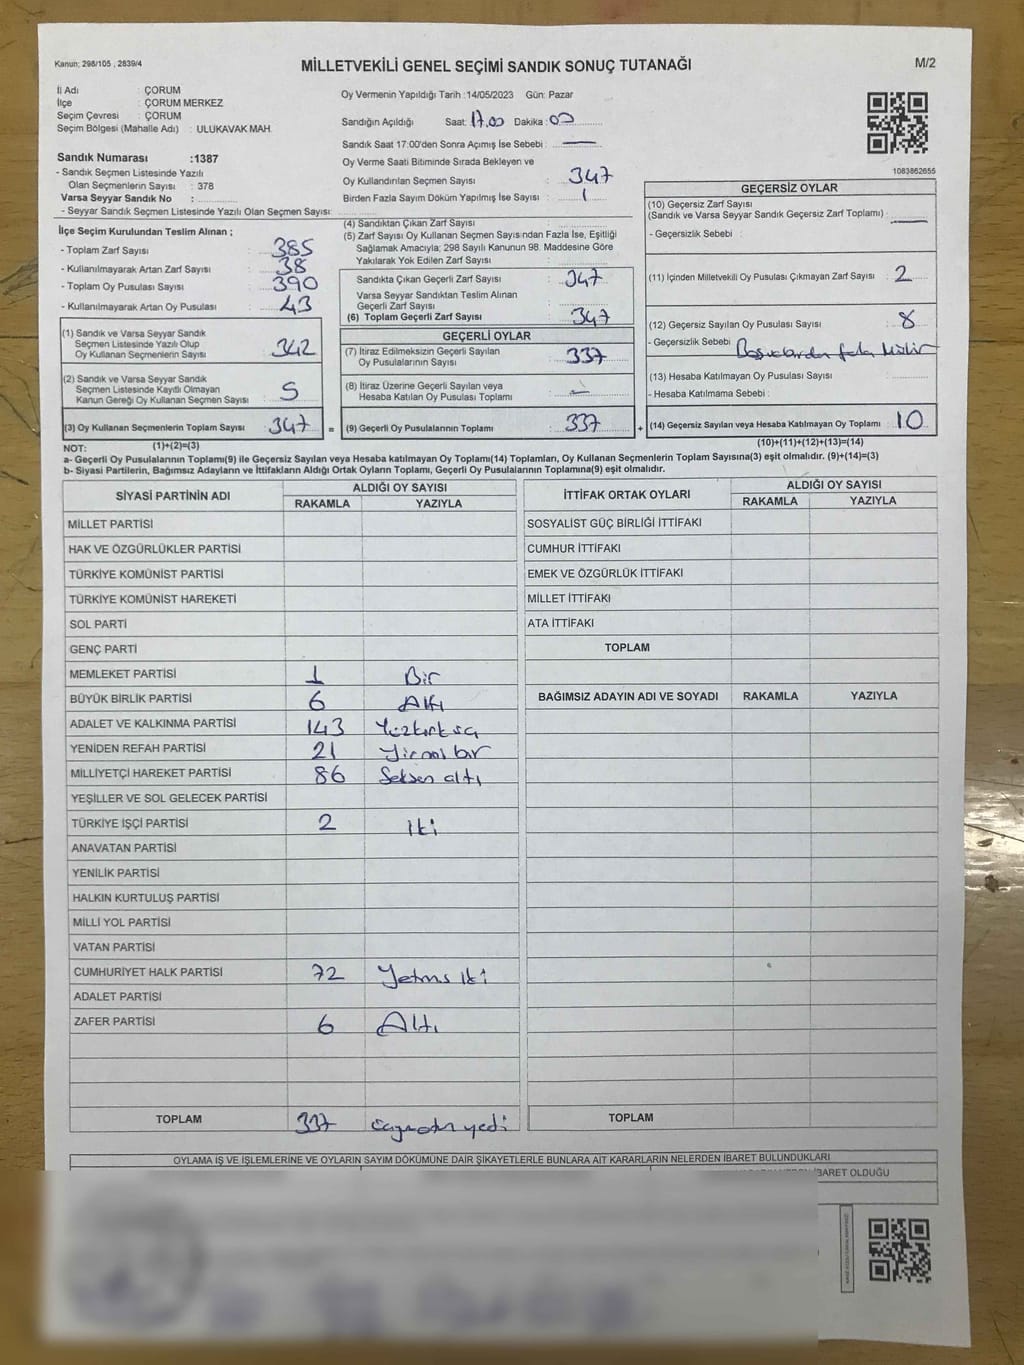 Kanun; 298/105 , 2839/4
MİLLETVEKİLİ GENEL SEÇİMİ SANDIK SONUÇ TUTANAĞI
M/2
İl Adı : ÇORUM
İlçe : ÇORUM MERKEZ
Seçim Çevresi : ÇORUM
Seçim Bölgesi (Mahalle Adı) : ULUKAVAK MAH.
Sandık Numarası :1387
- Sandık Seçmen Listesinde Yazılı
Olan Seçmenlerin Sayısı : 378
Varsa Seyyar Sandık No :
- Seyyar Sandık Seçmen Listesinde Yazılı Olan Seçmen Sayısı:
Oy Vermenin Yapıldığı Tarih :14/05/2023 Gün: Pazar
Sandığın Açıldığı Saat: 17.00 Dakika: 00
Sandık Saat 17:00'den Sonra Açımış İse Sebebi :
Oy Verme Saati Bitiminde Sırada Bekleyen ve
Oy Kullandırılan Seçmen Sayısı : 347
Birden Fazla Sayım Döküm Yapılmış İse Sayısı : 1
1083862655
İlçe Seçim Kurulundan Teslim Alınan ;
- Toplam Zarf Sayısı : 385
- Kullanılmayarak Artan Zarf Sayısı : 38
- Toplam Oy Pusulası Sayısı : 390
- Kullanılmayarak Artan Oy Pusulası : 43
(1) Sandık ve Varsa Seyyar Sandık
Seçmen Listesinde Yazılı Olup
Oy Kullanan Seçmenlerin Sayısı : 342
(2) Sandık ve Varsa Seyyar Sandık
Seçmen Listesinde Kayıtlı Olmayan
Kanun Gereği Oy Kullanan Seçmen Sayısı : 5
(3) Oy Kullanan Seçmenlerin Toplam Sayısı : 347 =
(4) Sandıktan Çıkan Zarf Sayısı :
(5) Zarf Sayısı Oy Kullanan Seçmen Sayısından Fazla İse, Eşitliği
Sağlamak Amacıyla; 298 Sayılı Kanunun 98. Maddesine Göre
Yakılarak Yok Edilen Zarf Sayısı :
Sandıkta Çıkan Geçerli Zarf Sayısı : 347
Varsa Seyyar Sandıktan Teslim Alınan
Geçerli Zarf Sayısı :
(6) Toplam Geçerli Zarf Sayısı : 347
GEÇERLİ OYLAR
(7) İtiraz Edilmeksizin Geçerli Sayılan
Oy Pusulalarının Sayısı : 337
(8) İtiraz Üzerine Geçerli Sayılan veya
Hesaba Katılan Oy Pusulası Toplamı : -
(9) Geçerli Oy Pusulalarının Toplamı : 337 +
GEÇERSİZ OYLAR
(10) Geçersiz Zarf Sayısı
(Sandık ve Varsa Seyyar Sandık Geçersiz Zarf Toplamı) :
- Geçersizlik Sebebi :
(11) İçinden Milletvekili Oy Pusulası Çıkmayan Zarf Sayısı : 2
(12) Geçersiz Sayılan Oy Pusulası Sayısı : 8
- Geçersizlik Sebebi : fazla Mühür
(13) Hesaba Katılmayan Oy Pusulası Sayısı :
- Hesaba Katılmama Sebebi :
(14) Geçersiz Sayılan veya Hesaba Katılmayan Oy Toplamı : 10
NOT: (1)+(2)=(3)
(10)+(11)+(12)+(13)=(14)
a- Geçerli Oy Pusulalarının Toplamı(9) ile Geçersiz Sayılan veya Hesaba katılmayan Oy Toplamı(14) Toplamları, Oy Kullanan Seçmenlerin Toplam Sayısına(3) eşit olmalıdır. (9)+(14)=(3)
b- Siyasi Partilerin, Bağımsız Adayların ve İttifakların Aldığı Ortak Oyların Toplamı, Geçerli Oy Pusulalarının Toplamına(9) eşit olmalıdır.
SİYASİ PARTİNİN ADI ALDIĞI OY SAYISI
RAKAMLA YAZIYLA
MİLLET PARTİSİ
HAK VE ÖZGÜRLÜKLER PARTİSİ
TÜRKİYE KOMÜNİST PARTİSİ
TÜRKİYE KOMÜNİST HAREKETİ
SOL PARTİ
GENÇ PARTİ
MEMLEKET PARTİSİ 1 Bir
BÜYÜK BİRLİK PARTİSİ 6 Altı
ADALET VE KALKINMA PARTİSİ 143 Yüzkırküç
YENİDEN REFAH PARTİSİ 21 Yirmi bir
MİLLİYETÇİ HAREKET PARTİSİ 86 Seksen altı
YEŞİLLER VE SOL GELECEK PARTİSİ
TÜRKİYE İŞÇİ PARTİSİ 2 İki
ANAVATAN PARTİSİ
YENİLİK PARTİSİ
HALKIN KURTULUŞ PARTİSİ
MİLLİ YOL PARTİSİ
VATAN PARTİSİ
CUMHURİYET HALK PARTİSİ 72 Yetmiş iki
ADALET PARTİSİ
ZAFER PARTİSİ 6 Altı
TOPLAM 337 yedi
İTTİFAK ORTAK OYLARI ALDIĞI OY SAYISI
RAKAMLA YAZIYLA
SOSYALİST GÜÇ BİRLİĞİ İTTİFAKI
CUMHUR İTTİFAKI
EMEK VE ÖZGÜRLÜK İTTİFAKI
MİLLET İTTİFAKI
ATA İTTİFAKI
TOPLAM
BAĞIMSIZ ADAYIN ADI VE SOYADI RAKAMLA YAZIYLA
TOPLAM
OYLAMA İŞ VE İŞLEMLERİNE VE OYLARIN SAYIM DÖKÜMÜNE DAİR ŞİKAYETLERLE BUNLARA AİT KARARLARIN NELERDEN İBARET BULUNDUKLARI
İBARET OLDUĞU